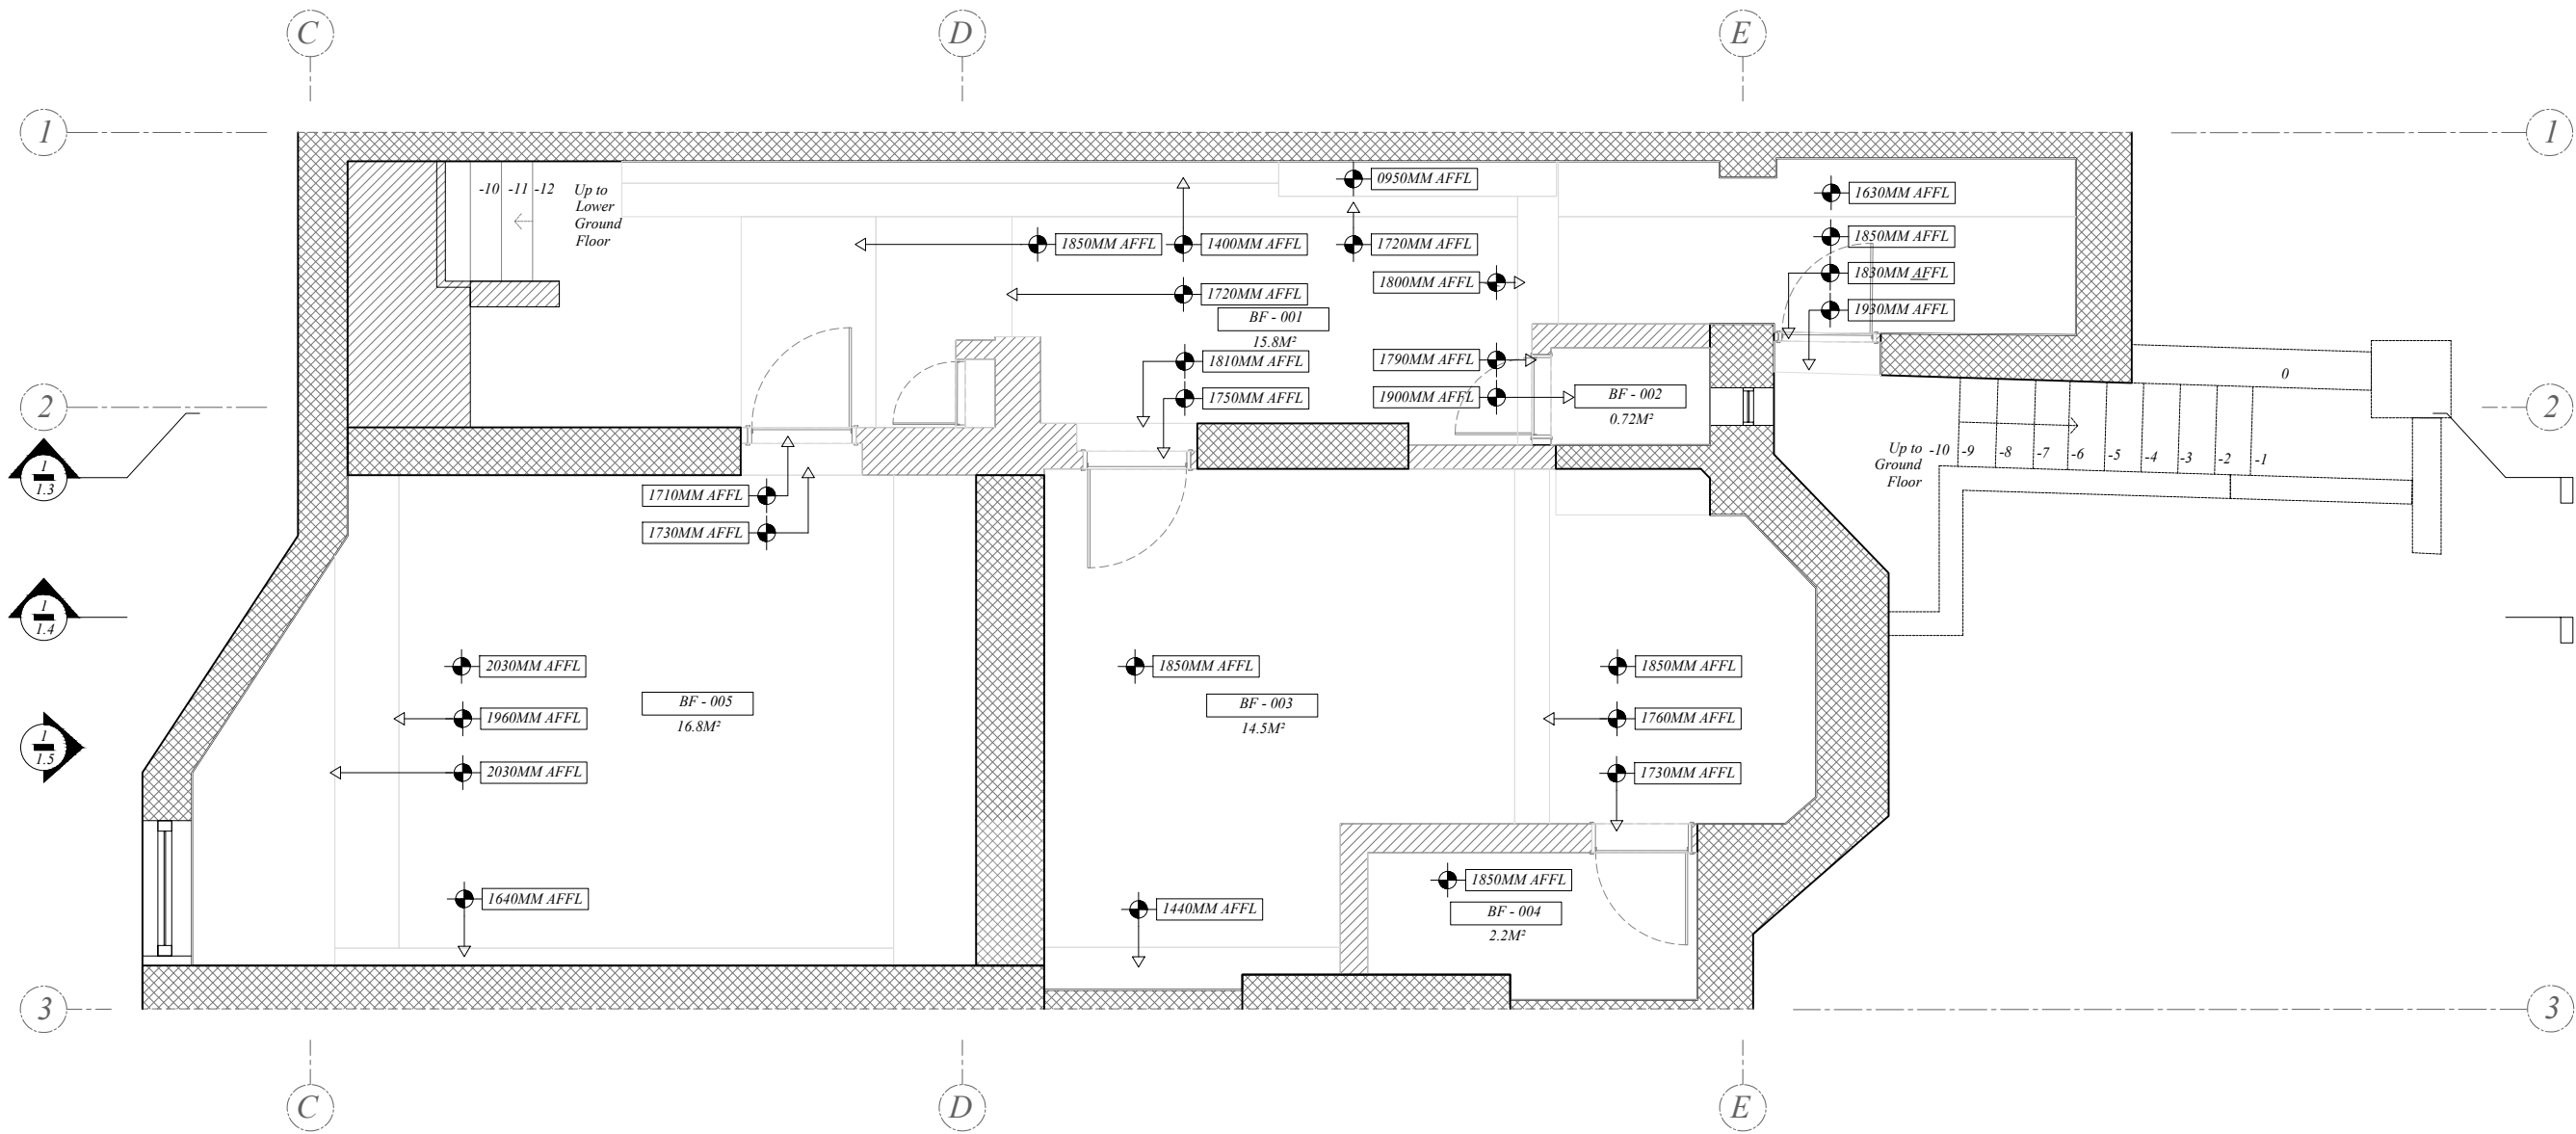 C
D
E
1
1
-10
-11
-12
Up to
Lower
Ground
Floor
0950MM AFFL
1630MM AFFL
1850MM AFFL
1400MM AFFL
1720MM AFFL
1850MM AFFL
1800MM AFFL
1830MM AFFL
1720MM AFFL
1930MM AFFL
BF - 001
15.8M²
1810MM AFFL
1790MM AFFL
1750MM AFFL
1900MM AFFL
BF - 002
0.72M²
0
2
2
1
1.3
Up to
Ground
Floor
-10
-9
-8
-7
-6
-5
-4
-3
-2
-1
1710MM AFFL
1730MM AFFL
1
1.4
2030MM AFFL
1850MM AFFL
1850MM AFFL
BF - 005
16.8M²
BF - 003
14.5M²
1960MM AFFL
1760MM AFFL
1
1.5
2030MM AFFL
1730MM AFFL
1640MM AFFL
1440MM AFFL
1850MM AFFL
BF - 004
2.2M²
3
3
C
D
E